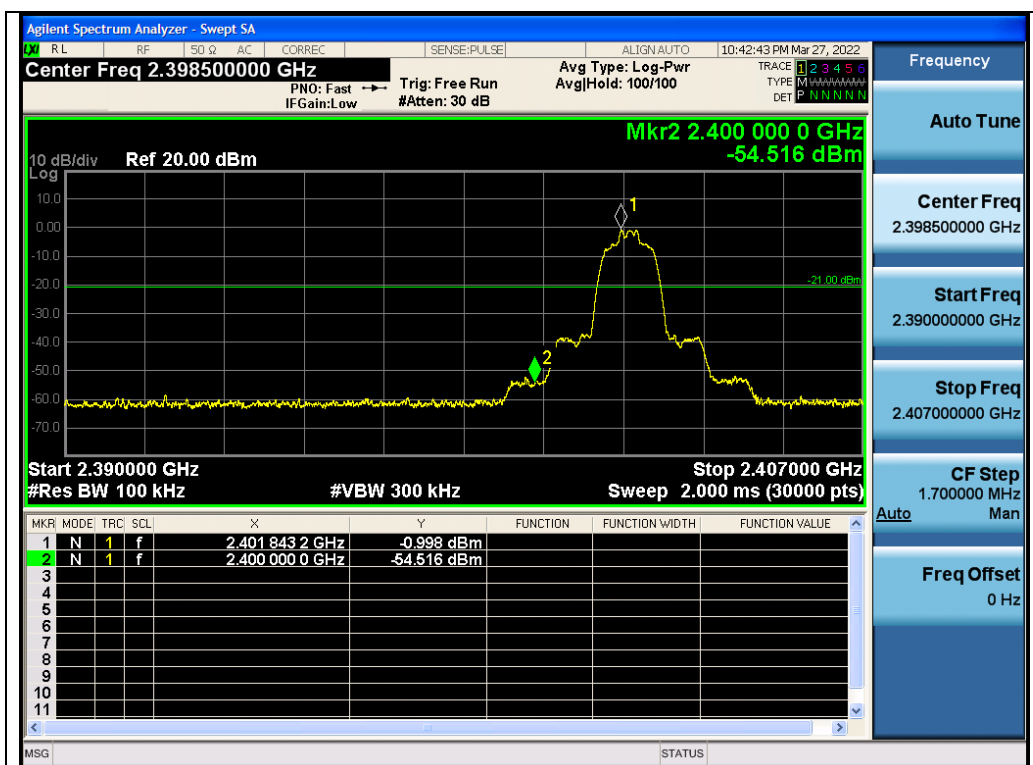 Agilent Spectrum Analyzer - Swept SA
LXI RL RF 50 Ω AC CORREC SENSE:PULSE ALIGN AUTO 10:42:43 PM Mar 27, 2022
Center Freq 2.398500000 GHz
PNO: Fast
IFGain:Low
Trig: Free Run
#Atten: 30 dB
Avg Type: Log-Pwr
Avg|Hold: 100/100
TRACE 1 2 3 4 5 6
TYPE M WWWWW
DET P N N N N N
Mkr2 2.400 000 0 GHz
-54.516 dBm
10 dB/div
Log
Ref 20.00 dBm
10.0
0.00
-10.0
-20.0
-30.0
-40.0
-50.0
-60.0
-70.0
1
-21.00 dBm
2
Start 2.390000 GHz
Stop 2.407000 GHz
#Res BW 100 kHz
#VBW 300 kHz
Sweep 2.000 ms (30000 pts)
MKR MODE TRC SCL X Y FUNCTION FUNCTION WIDTH FUNCTION VALUE
1 N 1 f 2.401 843 2 GHz -0.998 dBm
2 N 1 f 2.400 000 0 GHz -54.516 dBm
3
4
5
6
7
8
9
10
11
MSG
STATUS
Frequency
Auto Tune
Center Freq
2.398500000 GHz
Start Freq
2.390000000 GHz
Stop Freq
2.407000000 GHz
CF Step
1.700000 MHz
Auto Man
Freq Offset
0 Hz